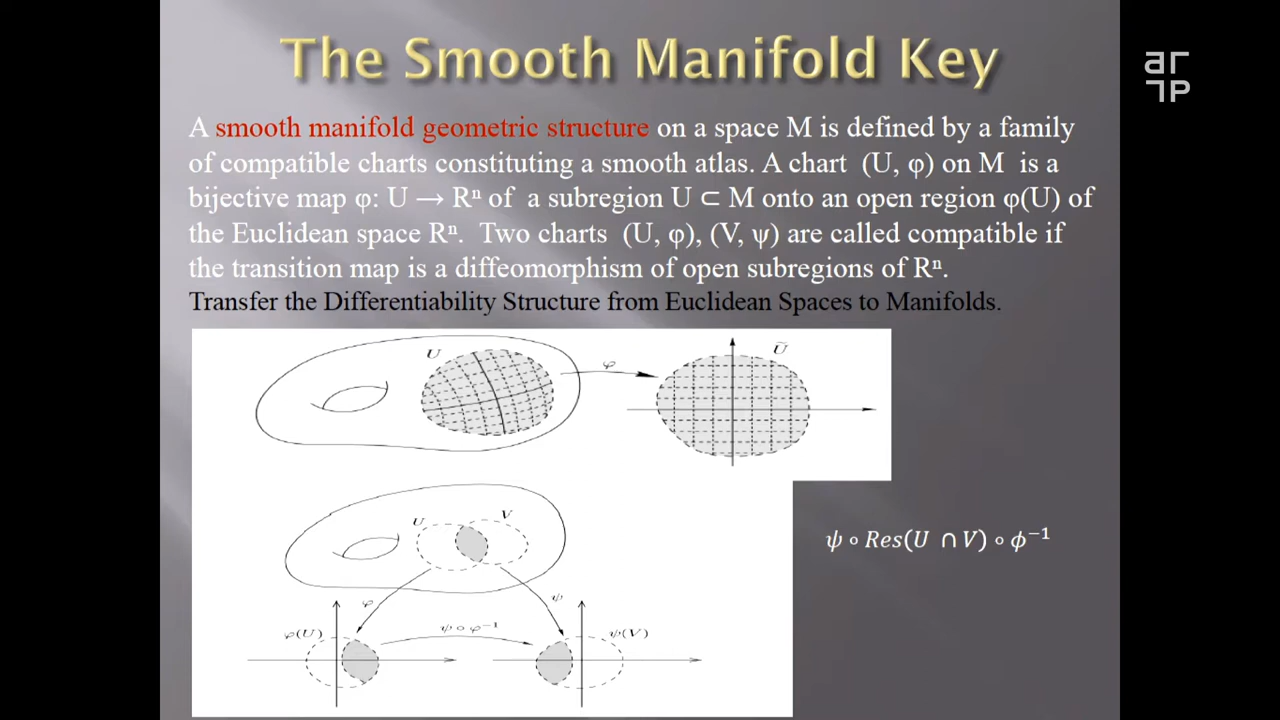 The Smooth Manifold Key
A smooth manifold geometric structure on a space M is defined by a family
of compatible charts constituting a smooth atlas. A chart (U, φ) on M is a
bijective map φ: U → Rⁿ of a subregion U ⊂ M onto an open region φ(U) of
the Euclidean space Rⁿ. Two charts (U, φ), (V, ψ) are called compatible if
the transition map is a diffeomorphism of open subregions of Rⁿ.
Transfer the Differentiability Structure from Euclidean Spaces to Manifolds.
U
φ
Ũ
U
V
φ
ψ
φ(U)
ψ ∘ φ⁻¹
ψ(V)
ψ ∘ Res(U ∩ V) ∘ ϕ⁻¹